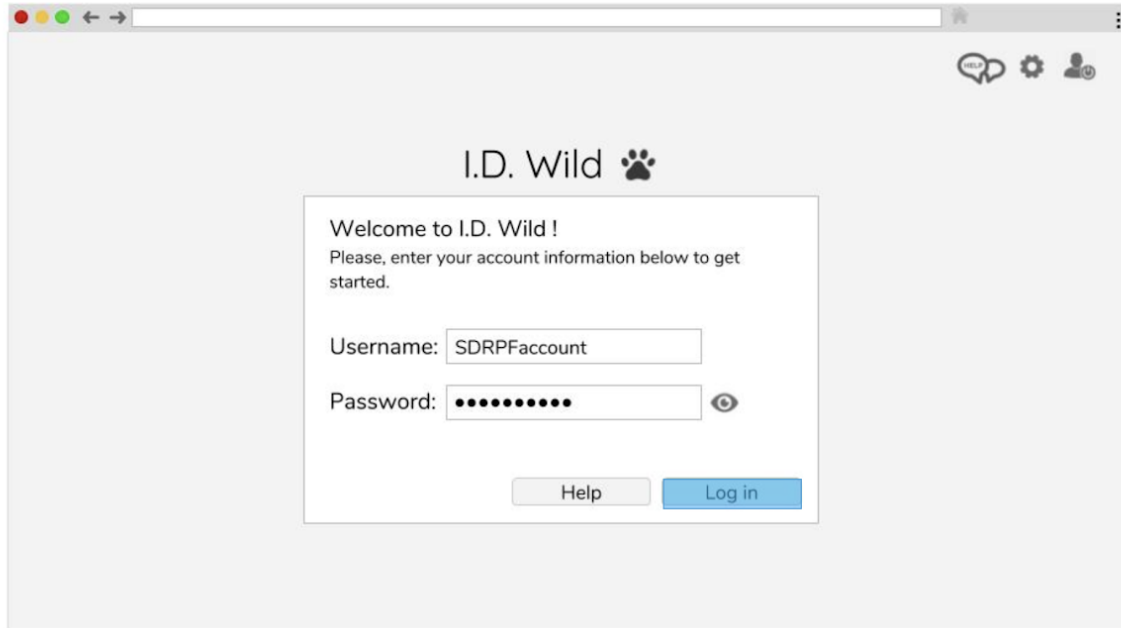 HELP
I.D. Wild
Welcome to I.D. Wild !
Please, enter your account information below to get
started.
Username: SDRPFaccount
Password: ●●●●●●●●●●
Help Log in